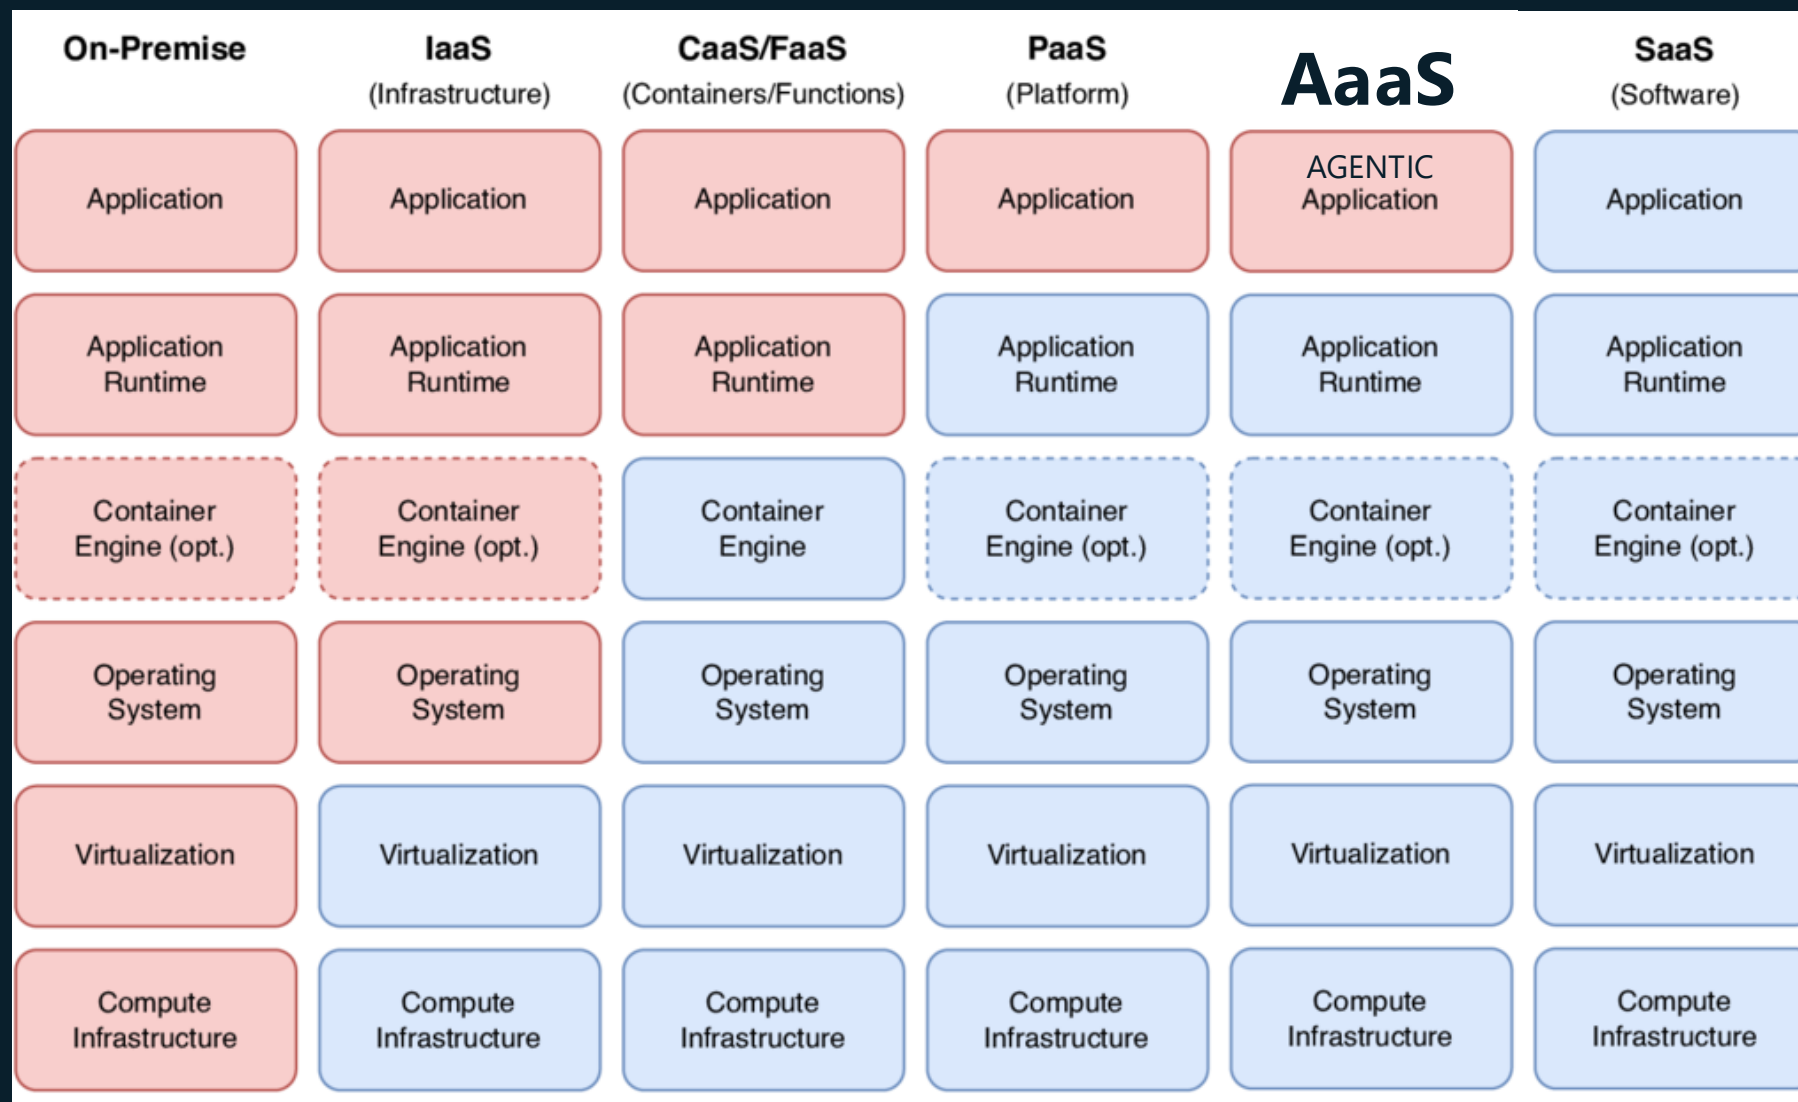 On-Premise
IaaS
(Infrastructure)
CaaS/FaaS
(Containers/Functions)
PaaS
(Platform)
AaaS
SaaS
(Software)
Application
Application
Application
Application
AGENTIC
Application
Application
Application
Runtime
Application
Runtime
Application
Runtime
Application
Runtime
Application
Runtime
Application
Runtime
Container
Engine (opt.)
Container
Engine (opt.)
Container
Engine
Container
Engine (opt.)
Container
Engine (opt.)
Container
Engine (opt.)
Operating
System
Operating
System
Operating
System
Operating
System
Operating
System
Operating
System
Virtualization
Virtualization
Virtualization
Virtualization
Virtualization
Virtualization
Compute
Infrastructure
Compute
Infrastructure
Compute
Infrastructure
Compute
Infrastructure
Compute
Infrastructure
Compute
Infrastructure